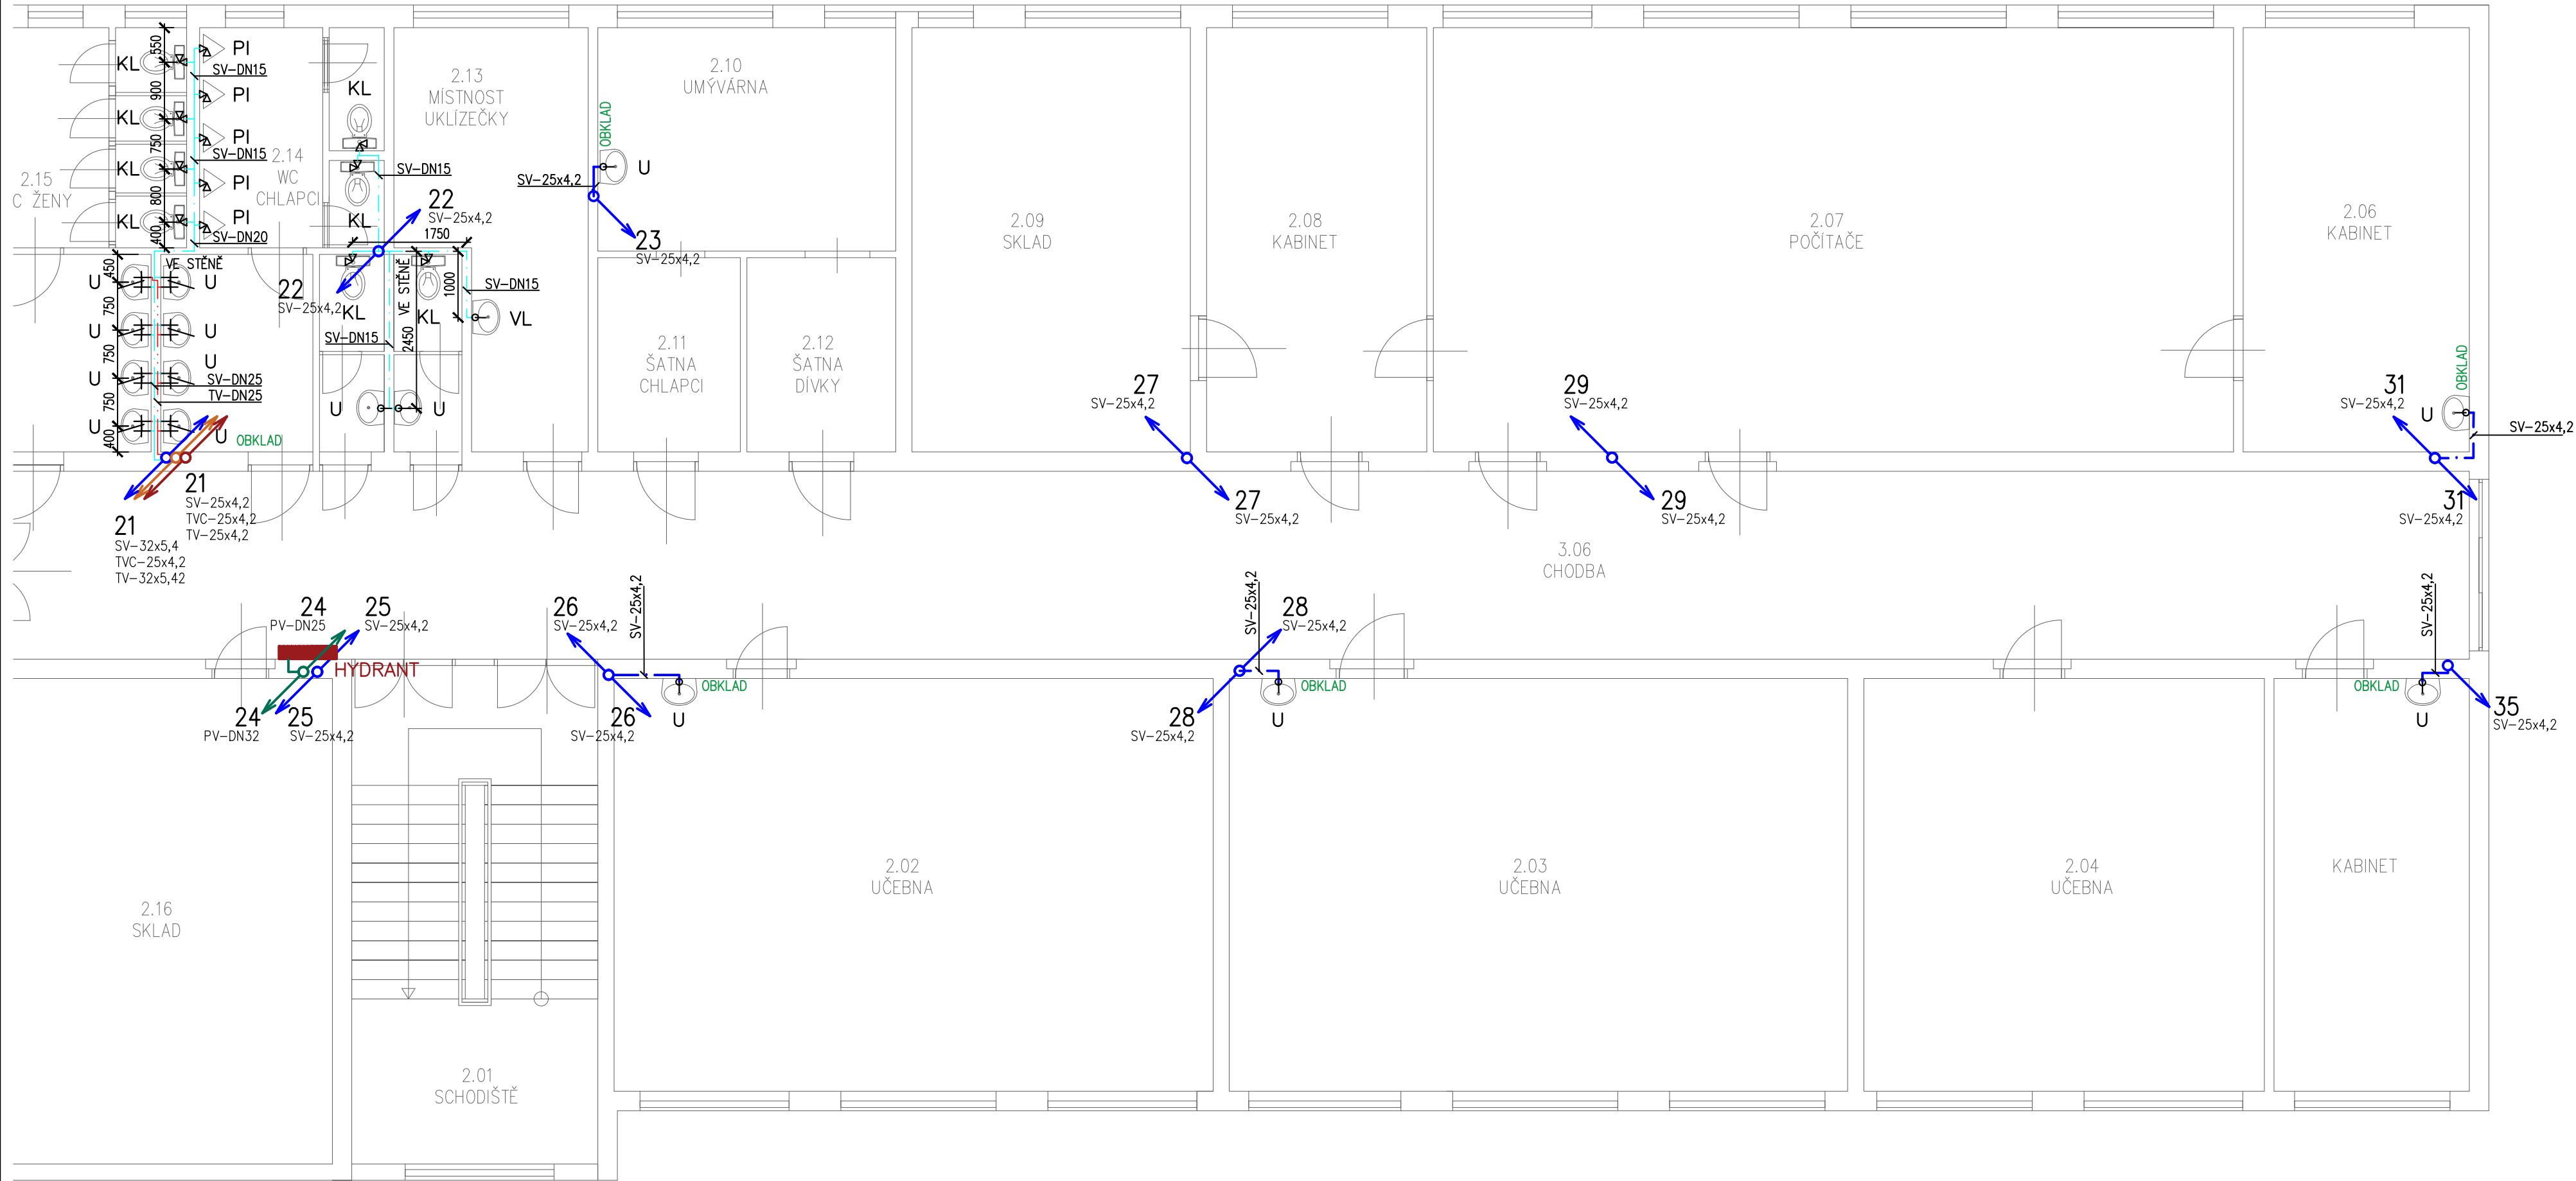 550
900
750
800
400
KL
KL
KL
KL
PI
PI
PI
PI
PI
SV-DN15
SV-DN15
SV-DN20
2.14
WC
CHLAPCI
2.15
C ŽENY
KL
KL
SV-DN15
22
SV-25x4,2
1750
2.13
MÍSTNOST
UKLÍZEČKY
OBKLAD
U
SV-25x4,2
23
SV-25x4,2
2.10
UMÝVÁRNA
2.09
SKLAD
2.08
KABINET
2.07
POČÍTAČE
2.06
KABINET
VE STĚNĚ
450
750
750
750
400
U
U
U
U
U
U
U
U
SV-DN25
TV-DN25
OBKLAD
22
SV-25x4,2
KL
KL
VE STĚNĚ
2450
1000
SV-DN15
VL
SV-DN15
U
U
2.11
ŠATNA
CHLAPCI
2.12
ŠATNA
DÍVKY
27
SV-25x4,2
27
SV-25x4,2
29
SV-25x4,2
29
SV-25x4,2
31
SV-25x4,2
U
OBKLAD
SV-25x4,2
31
SV-25x4,2
21
SV-25x4,2
TVC-25x4,2
TV-25x4,2
21
SV-32x5,4
TVC-25x4,2
TV-32x5,42
3.06
CHODBA
24
PV-DN25
25
SV-25x4,2
HYDRANT
24
PV-DN32
25
SV-25x4,2
26
SV-25x4,2
SV-25x4,2
OBKLAD
26
SV-25x4,2
U
SV-25x4,2
28
SV-25x4,2
OBKLAD
28
SV-25x4,2
U
SV-25x4,2
OBKLAD
U
35
SV-25x4,2
2.16
SKLAD
2.01
SCHODIŠTĚ
2.02
UČEBNA
2.03
UČEBNA
2.04
UČEBNA
KABINET